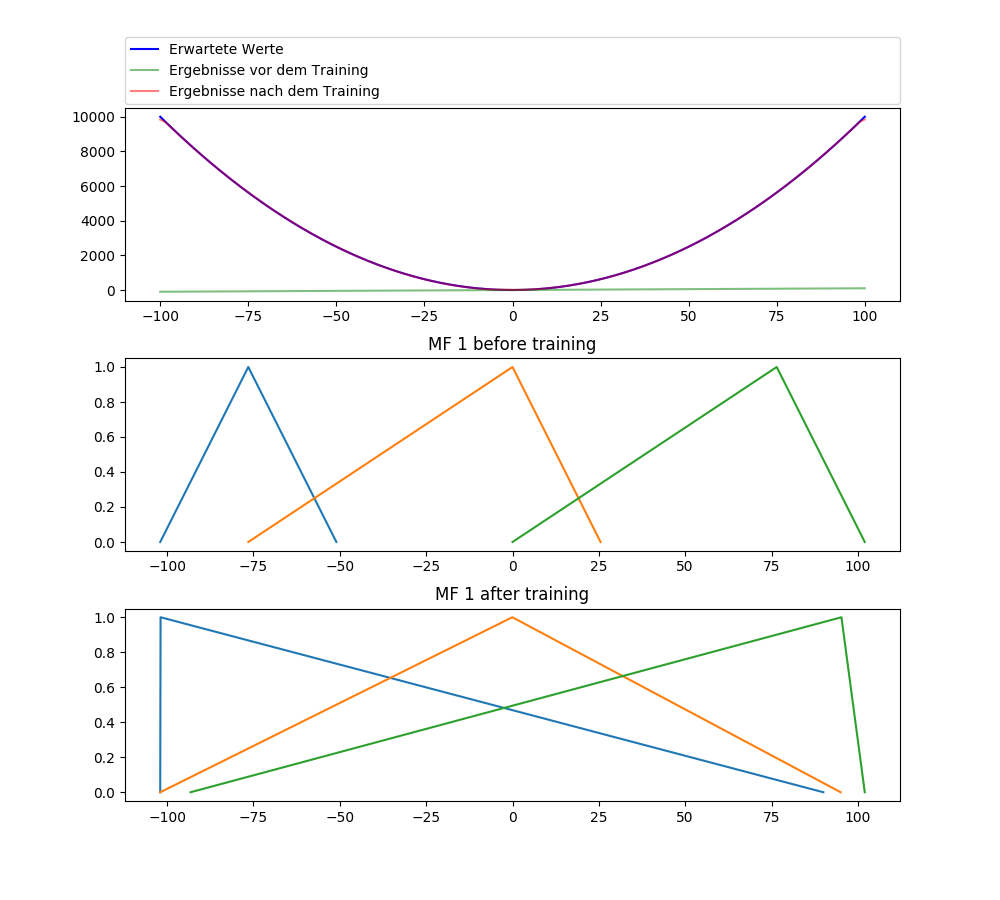 Erwartete Werte
Ergebnisse vor dem Training
Ergebnisse nach dem Training
10000
8000
6000
4000
2000
0
−100 −75 −50 −25 0 25 50 75 100
MF 1 before training
1.0
0.8
0.6
0.4
0.2
0.0
−100 −75 −50 −25 0 25 50 75 100
MF 1 after training
1.0
0.8
0.6
0.4
0.2
0.0
−100 −75 −50 −25 0 25 50 75 100